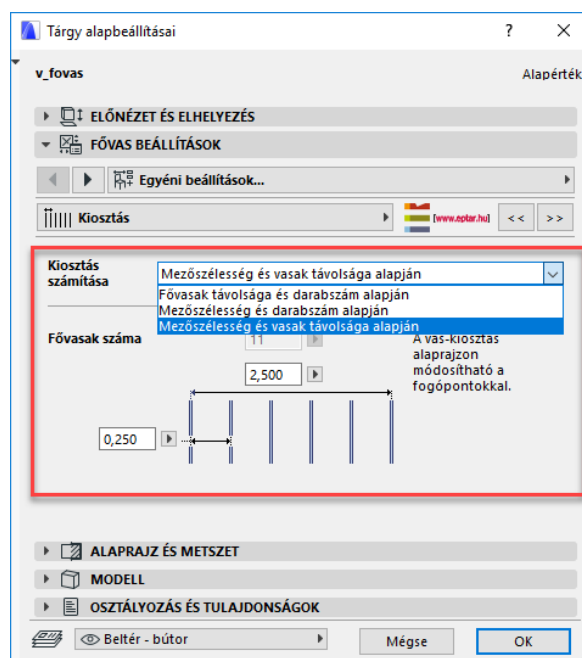 Tárgy alapbeállításai
?
v_fovas
Alapérték
ELŐNÉZET ÉS ELHELYEZÉS
FŐVAS BEÁLLÍTÁSOK
Egyéni beállítások...
Kiosztás
[www.eptar.hu]
<<
>>
Kiosztás
számítása
Mezőszélesség és vasak távolsága alapján
Fővasak távolsága és darabszám alapján
Mezőszélesség és darabszám alapján
Mezőszélesség és vasak távolsága alapján
Fővasak száma
11
A vas-kiosztás
alaprajzon
módosítható a
fogópontokkal.
2,500
0,250
ALAPRAJZ ÉS METSZET
MODELL
OSZTÁLYOZÁS ÉS TULAJDONSÁGOK
Beltér - bútor
Mégse
OK